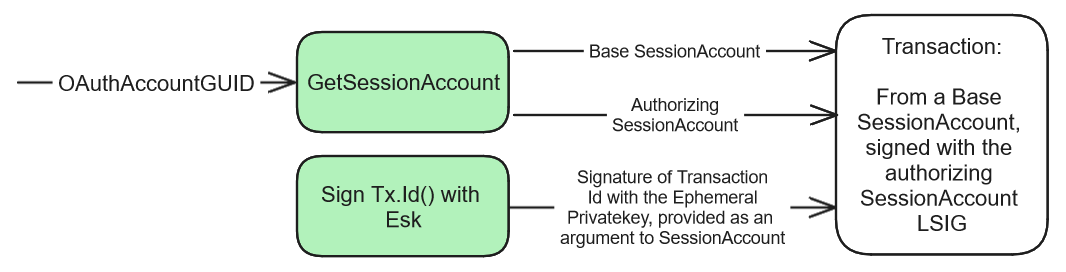 OAuthAccountGUID
GetSessionAccount
Base SessionAccount
Authorizing
SessionAccount
Sign Tx.Id() with
Esk
Signature of Transaction
Id with the Ephemeral
Privatekey, provided as an
argument to SessionAccount
Transaction:
From a Base
SessionAccount,
signed with the
authorizing
SessionAccount
LSIG